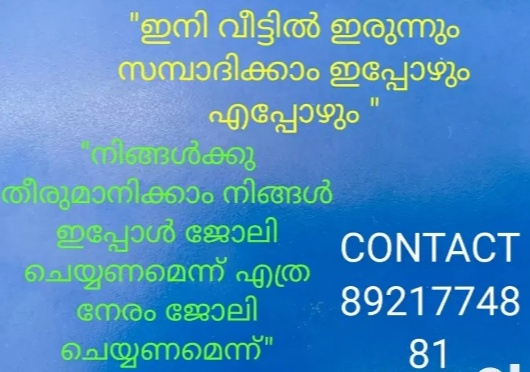 "ഇനി വീട്ടിൽ ഇരുന്നും
സമ്പാദിക്കാം ഇപ്പോഴും
എപ്പോഴും "
"നിങ്ങൾക്കു
തീരുമാനിക്കാം നിങ്ങൾ
ഇപ്പോൾ ജോലി
ചെയ്യണമെന്ന് എത്ര
നേരം ജോലി
ചെയ്യണമെന്ന്"
CONTACT
89217748
81